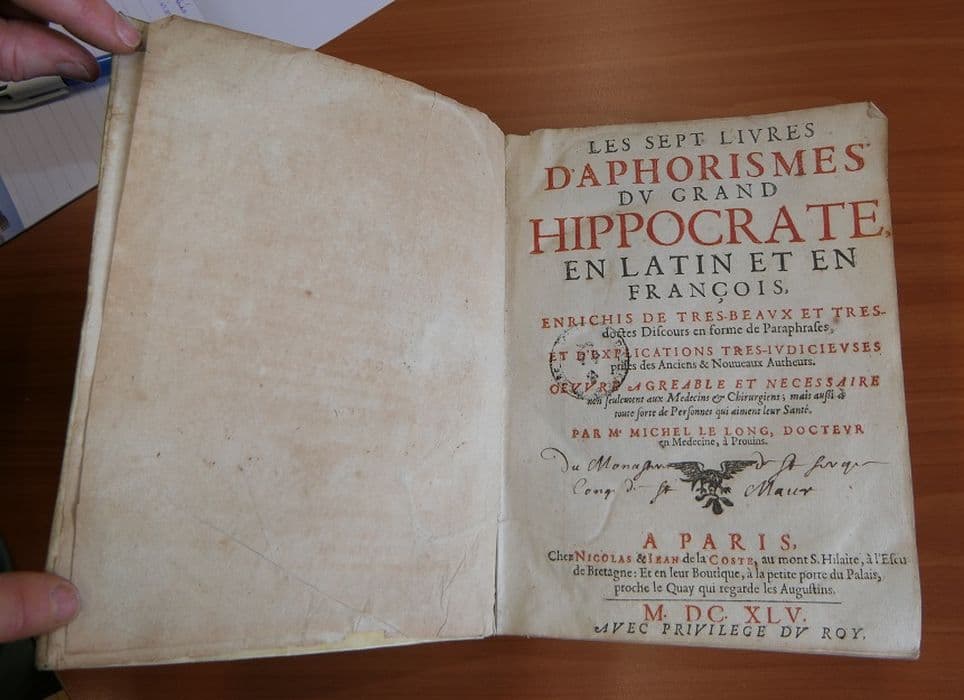 LES SEPT LIVRES
D'APHORISMES
DV GRAND
HIPPOCRATE,
EN LATIN ET EN
FRANÇOIS,
ENRICHIS DE TRES-BEAVX ET TRES-
doctes Discours en forme de Paraphrases,
ET D'EXPLICATIONS TRES-IVDICIEVSES
prises des Anciens & Nouueaux Autheurs.
OEVVRE AGREABLE ET NECESSAIRE
non seulement aux Medecins & Chirurgiens; mais aussi à
toute sorte de Personnes qui aiment leur Santé.
PAR Mᵉ MICHEL LE LONG, DOCTEVR
en Medecine, à Prouins.
Du de St
Cong de St Maur
A PARIS,
Chez NICOLAS & IEAN de la COSTE, au mont S. Hilaire, à l'Escu
de Bretagne: Et en leur Boutique, à la petite porte du Palais,
proche le Quay qui regarde les Augustins.
M. DC. XLV.
AVEC PRIVILEGE DV ROY.